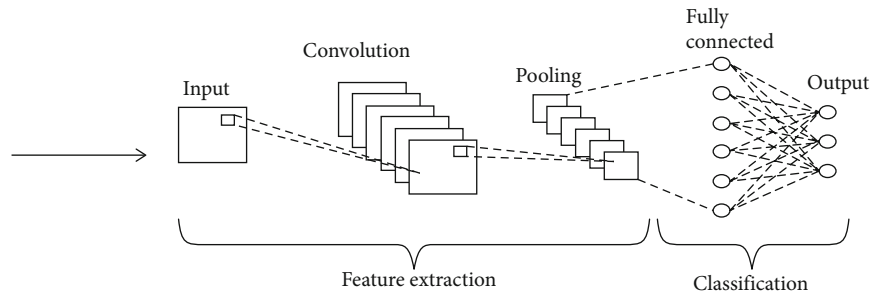 Input
Convolution
Pooling
Fully
connected
Output
Feature extraction
Classification